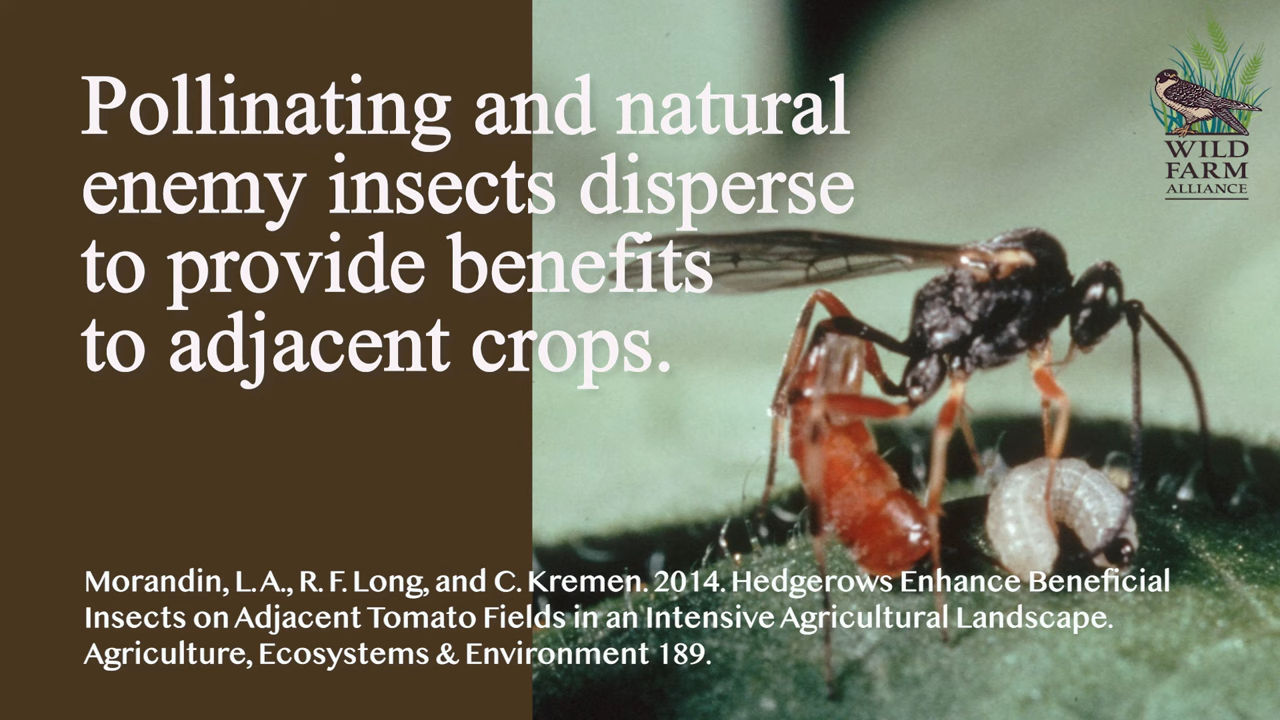 Pollinating and natural
enemy insects disperse
to provide benefits
to adjacent crops.
WILD
FARM
ALLIANCE
Morandin, L.A., R. F. Long, and C. Kremen. 2014. Hedgerows Enhance Beneficial
Insects on Adjacent Tomato Fields in an Intensive Agricultural Landscape.
Agriculture, Ecosystems & Environment 189.